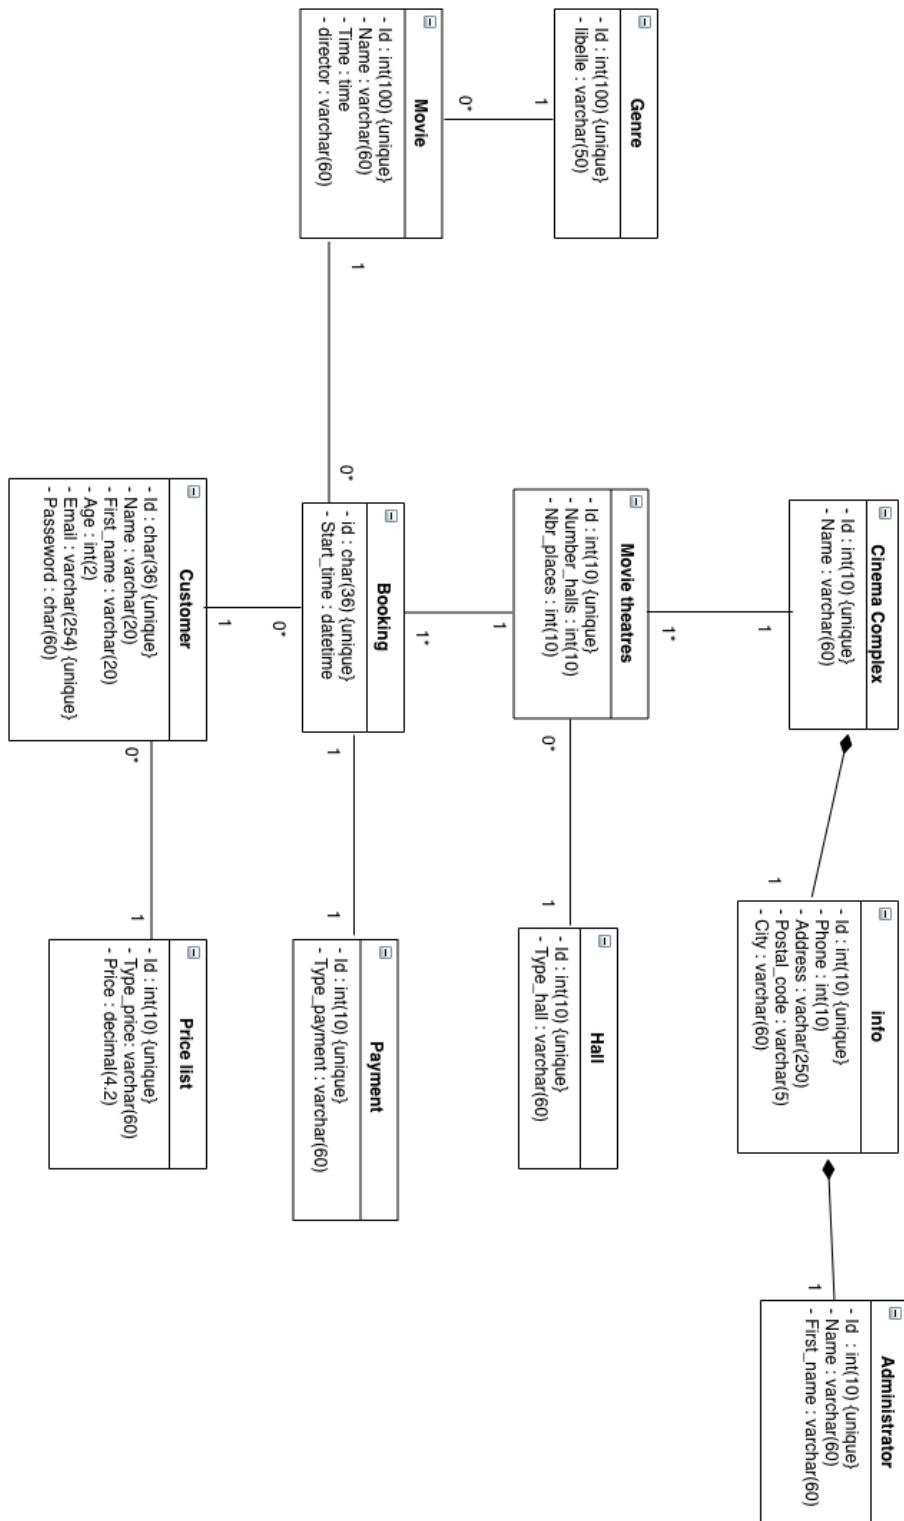 Cinema Complex
- Id : int(10) {unique}
- Name : varchar(60)
1
1*
info
- Id : int(10) {unique}
- Phone : int(10)
- Address : vachar(250)
- Postal_code : varchar(5)
- City : varchar(60)
1
Administrator
- Id : int(10) {unique}
- Name : varchar(60)
- First_name : varchar(60)
1
Genre
- Id : int(100) {unique}
- libelle : varchar(50)
1
0*
Movie theatres
- Id : int(10) {unique}
- Number_halls : int(10)
- Nbr_places : int(10)
0*
1
Hall
- Id : int(10) {unique}
- Type_hall : varchar(60)
1
1*
Movie
- Id : int(100) {unique}
- Name : varchar(60)
- Time : time
- director : varchar(60)
1
0*
Booking
- id : char(36) {unique}
- Start_time : datetime
1
1
Payment
- Id : int(10) {unique}
- Type_payment : varchar(60)
0*
1
Customer
- Id : char(36) {unique}
- Name : varchar(20)
- First_name : varchar(20)
- Age : int(2)
- Email : varchar(254) {unique}
- Passeword : char(60)
0*
1
Price list
- Id : int(10) {unique}
- Type_price: varchar(60)
- Price : decimal(4.2)